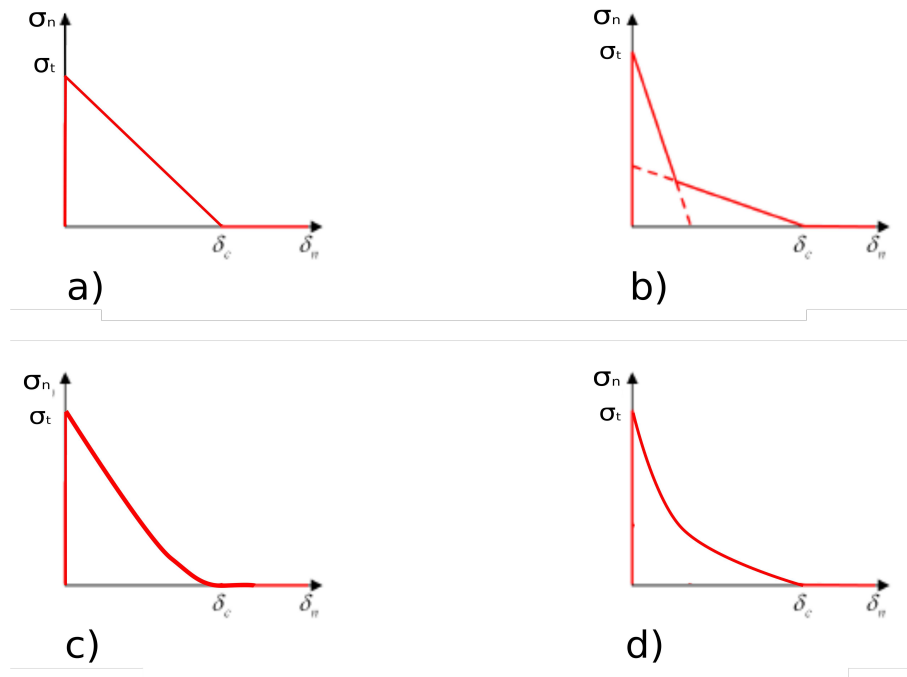 σₙ σₙ
σₜ σₜ
δc δn δc δn
a) b)
σₙ σₙ
σₜ σₜ
δc δn δc δn
c) d)